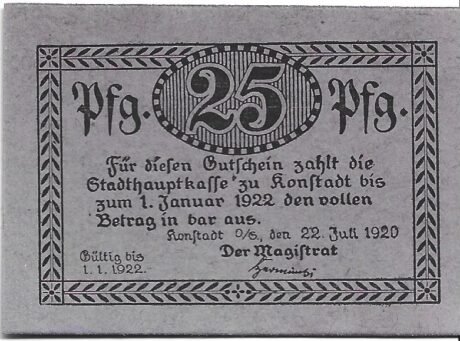 Pfg. 25 Pfg.
Für diesen Gutschein zahlt die
Stadthauptkasse zu Konstadt bis
zum 1. Januar 1922 den vollen
Betrag in bar aus.
Konstadt O/S., den 22. Juli 1920
Gültig bis Der Magistrat
1.1.1922.